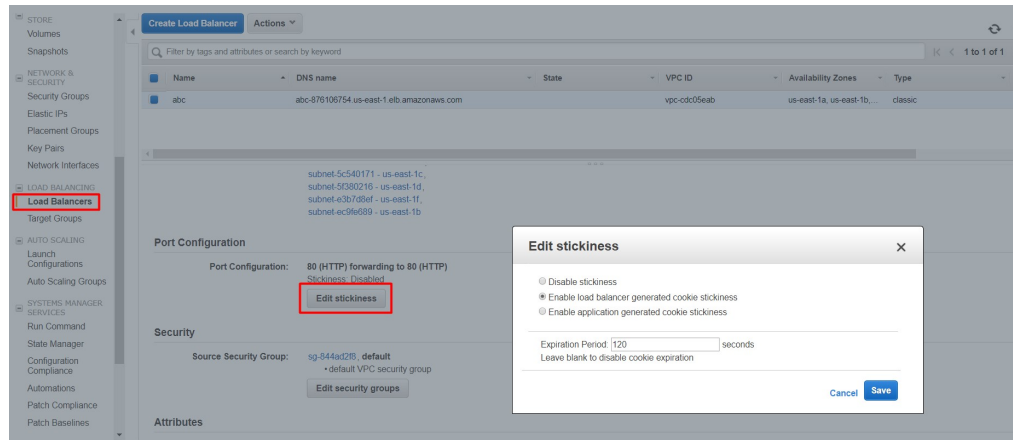 STORE
Volumes
Snapshots
NETWORK &
SECURITY
Security Groups
Elastic IPs
Placement Groups
Key Pairs
Network Interfaces
LOAD BALANCING
Load Balancers
Target Groups
AUTO SCALING
Launch
Configurations
Auto Scaling Groups
SYSTEMS MANAGER
SERVICES
Run Command
State Manager
Configuration
Compliance
Automations
Patch Compliance
Patch Baselines
Create Load Balancer Actions
Filter by tags and attributes or search by keyword
1 to 1 of 1
Name DNS name State VPC ID Availability Zones Type
abc abc-876106754.us-east-1.elb.amazonaws.com vpc-cdc05eab us-east-1a, us-east-1b,... classic
subnet-5c540171 - us-east-1c,
subnet-5f380216 - us-east-1d,
subnet-e3b7d8ef - us-east-1f,
subnet-ec9fe689 - us-east-1b
Port Configuration
Port Configuration: 80 (HTTP) forwarding to 80 (HTTP)
Stickiness: Disabled
Edit stickiness
Security
Source Security Group: sg-844ad2f8, default
• default VPC security group
Edit security groups
Attributes
Edit stickiness
Disable stickiness
Enable load balancer generated cookie stickiness
Enable application generated cookie stickiness
Expiration Period: 120 seconds
Leave blank to disable cookie expiration
Cancel Save